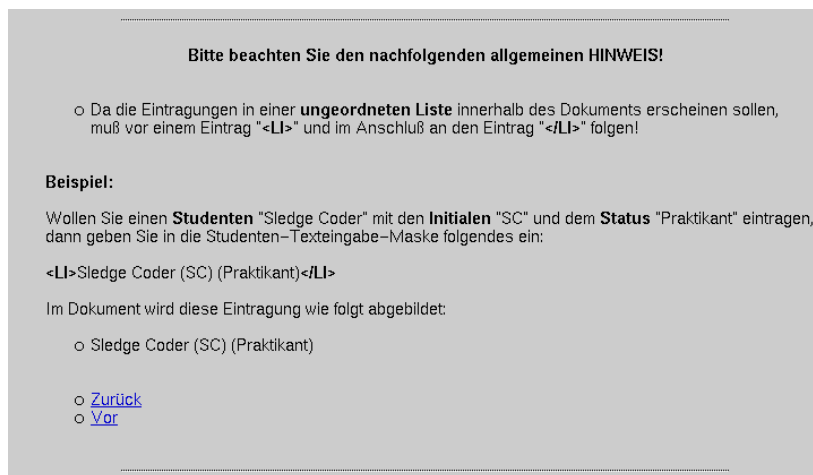 Bitte beachten Sie den nachfolgenden allgemeinen HINWEIS!
o Da die Eintragungen in einer ungeordneten Liste innerhalb des Dokuments erscheinen sollen,
muß vor einem Eintrag "<LI>" und im Anschluß an den Eintrag "</LI>" folgen!
Beispiel:
Wollen Sie einen Studenten "Sledge Coder" mit den Initialen "SC" und dem Status "Praktikant" eintragen,
dann geben Sie in die Studenten-Texteingabe-Maske folgendes ein:
<LI>Sledge Coder (SC) (Praktikant)</LI>
Im Dokument wird diese Eintragung wie folgt abgebildet:
o Sledge Coder (SC) (Praktikant)
o Zurück
o Vor